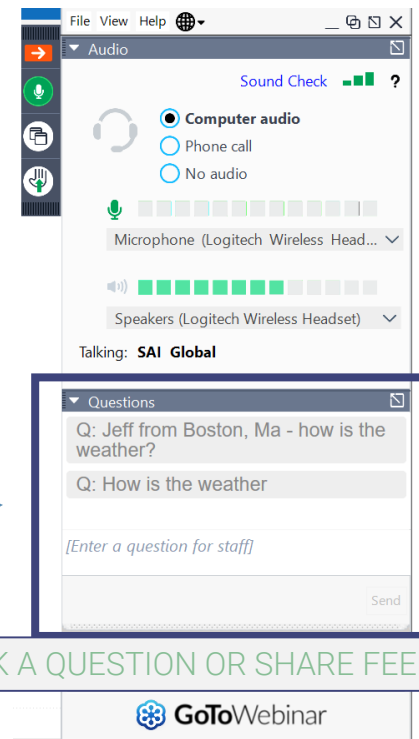 File View Help
Audio
Sound Check ?
Computer audio
Phone call
No audio
Microphone (Logitech Wireless Head...
Speakers (Logitech Wireless Headset)
Talking: SAI Global
Questions
Q: Jeff from Boston, Ma - how is the
weather?
Q: How is the weather
[Enter a question for staff]
Send
K A QUESTION OR SHARE FEE
GoToWebinar